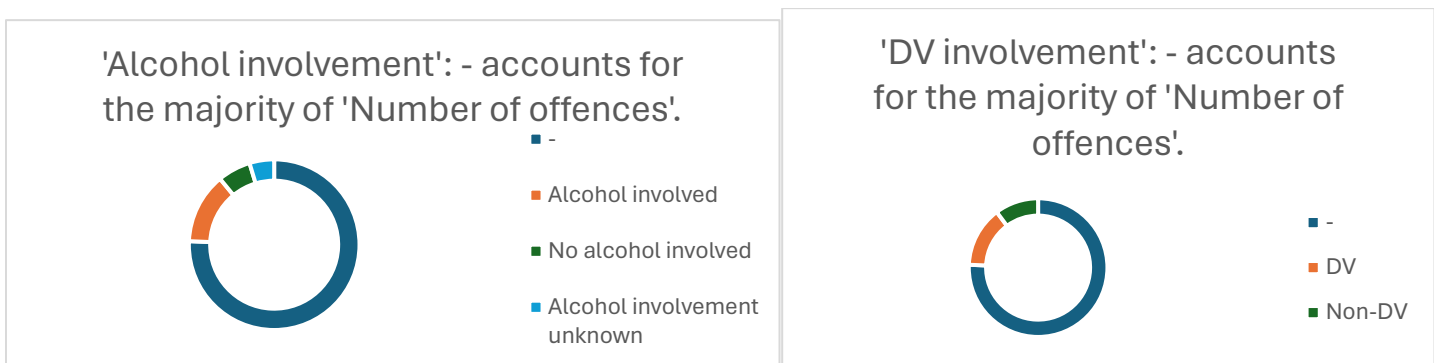 'Alcohol involvement': - accounts for
the majority of 'Number of offences'.
-
Alcohol involved
No alcohol involved
Alcohol involvement
unknown
'DV involvement': - accounts
for the majority of 'Number of
offences'.
-
DV
Non-DV